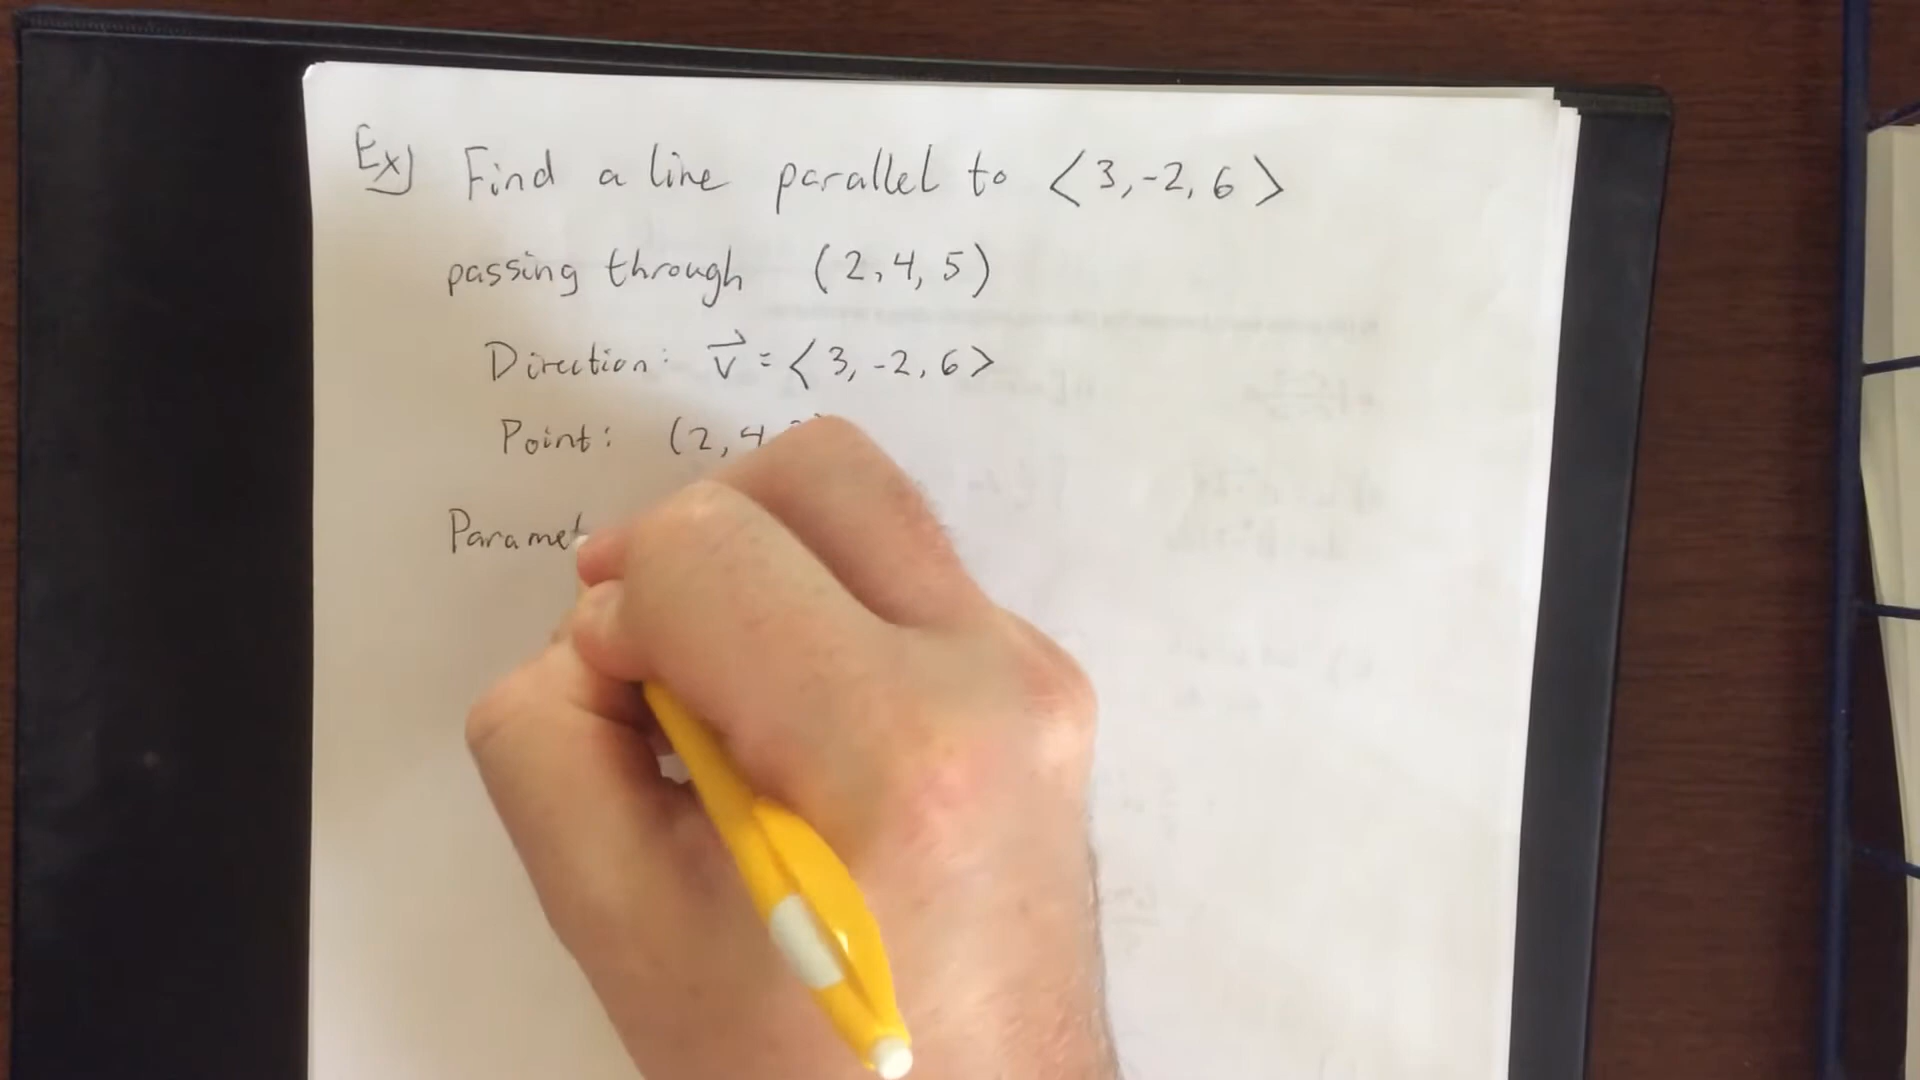 Ex) Find a line parallel to <3, -2, 6>
passing through (2, 4, 5)
Direction: v⃗ = <3, -2, 6>
Point: (2, 4
Paramet